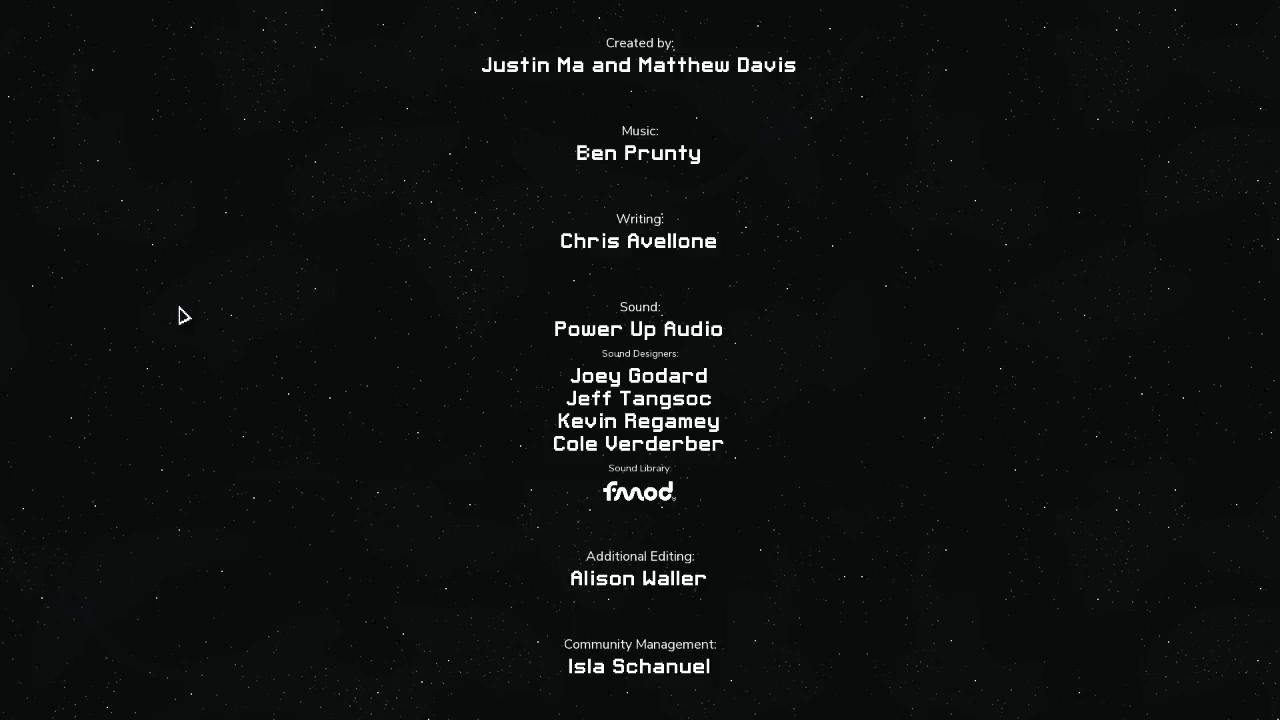 Created by:
Justin Ma and Matthew Davis
Music:
Ben Prunty
Writing:
Chris Avellone
Sound:
Power Up Audio
Sound Designers:
Joey Godard
Jeff Tangsoc
Kevin Regamey
Cole Verderber
Sound Library
fmod
Additional Editing:
Alison Waller
Community Management:
Isla Schanuel